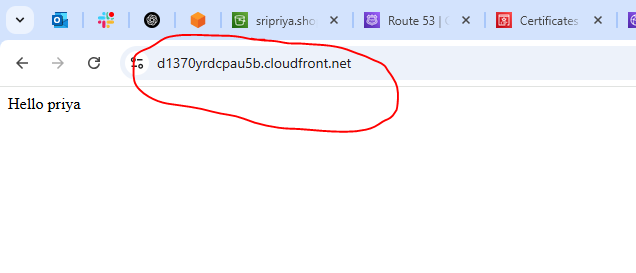 sripriya.sho
Route 53 | C
Certificates
d1370yrdcpau5b.cloudfront.net
Hello priya